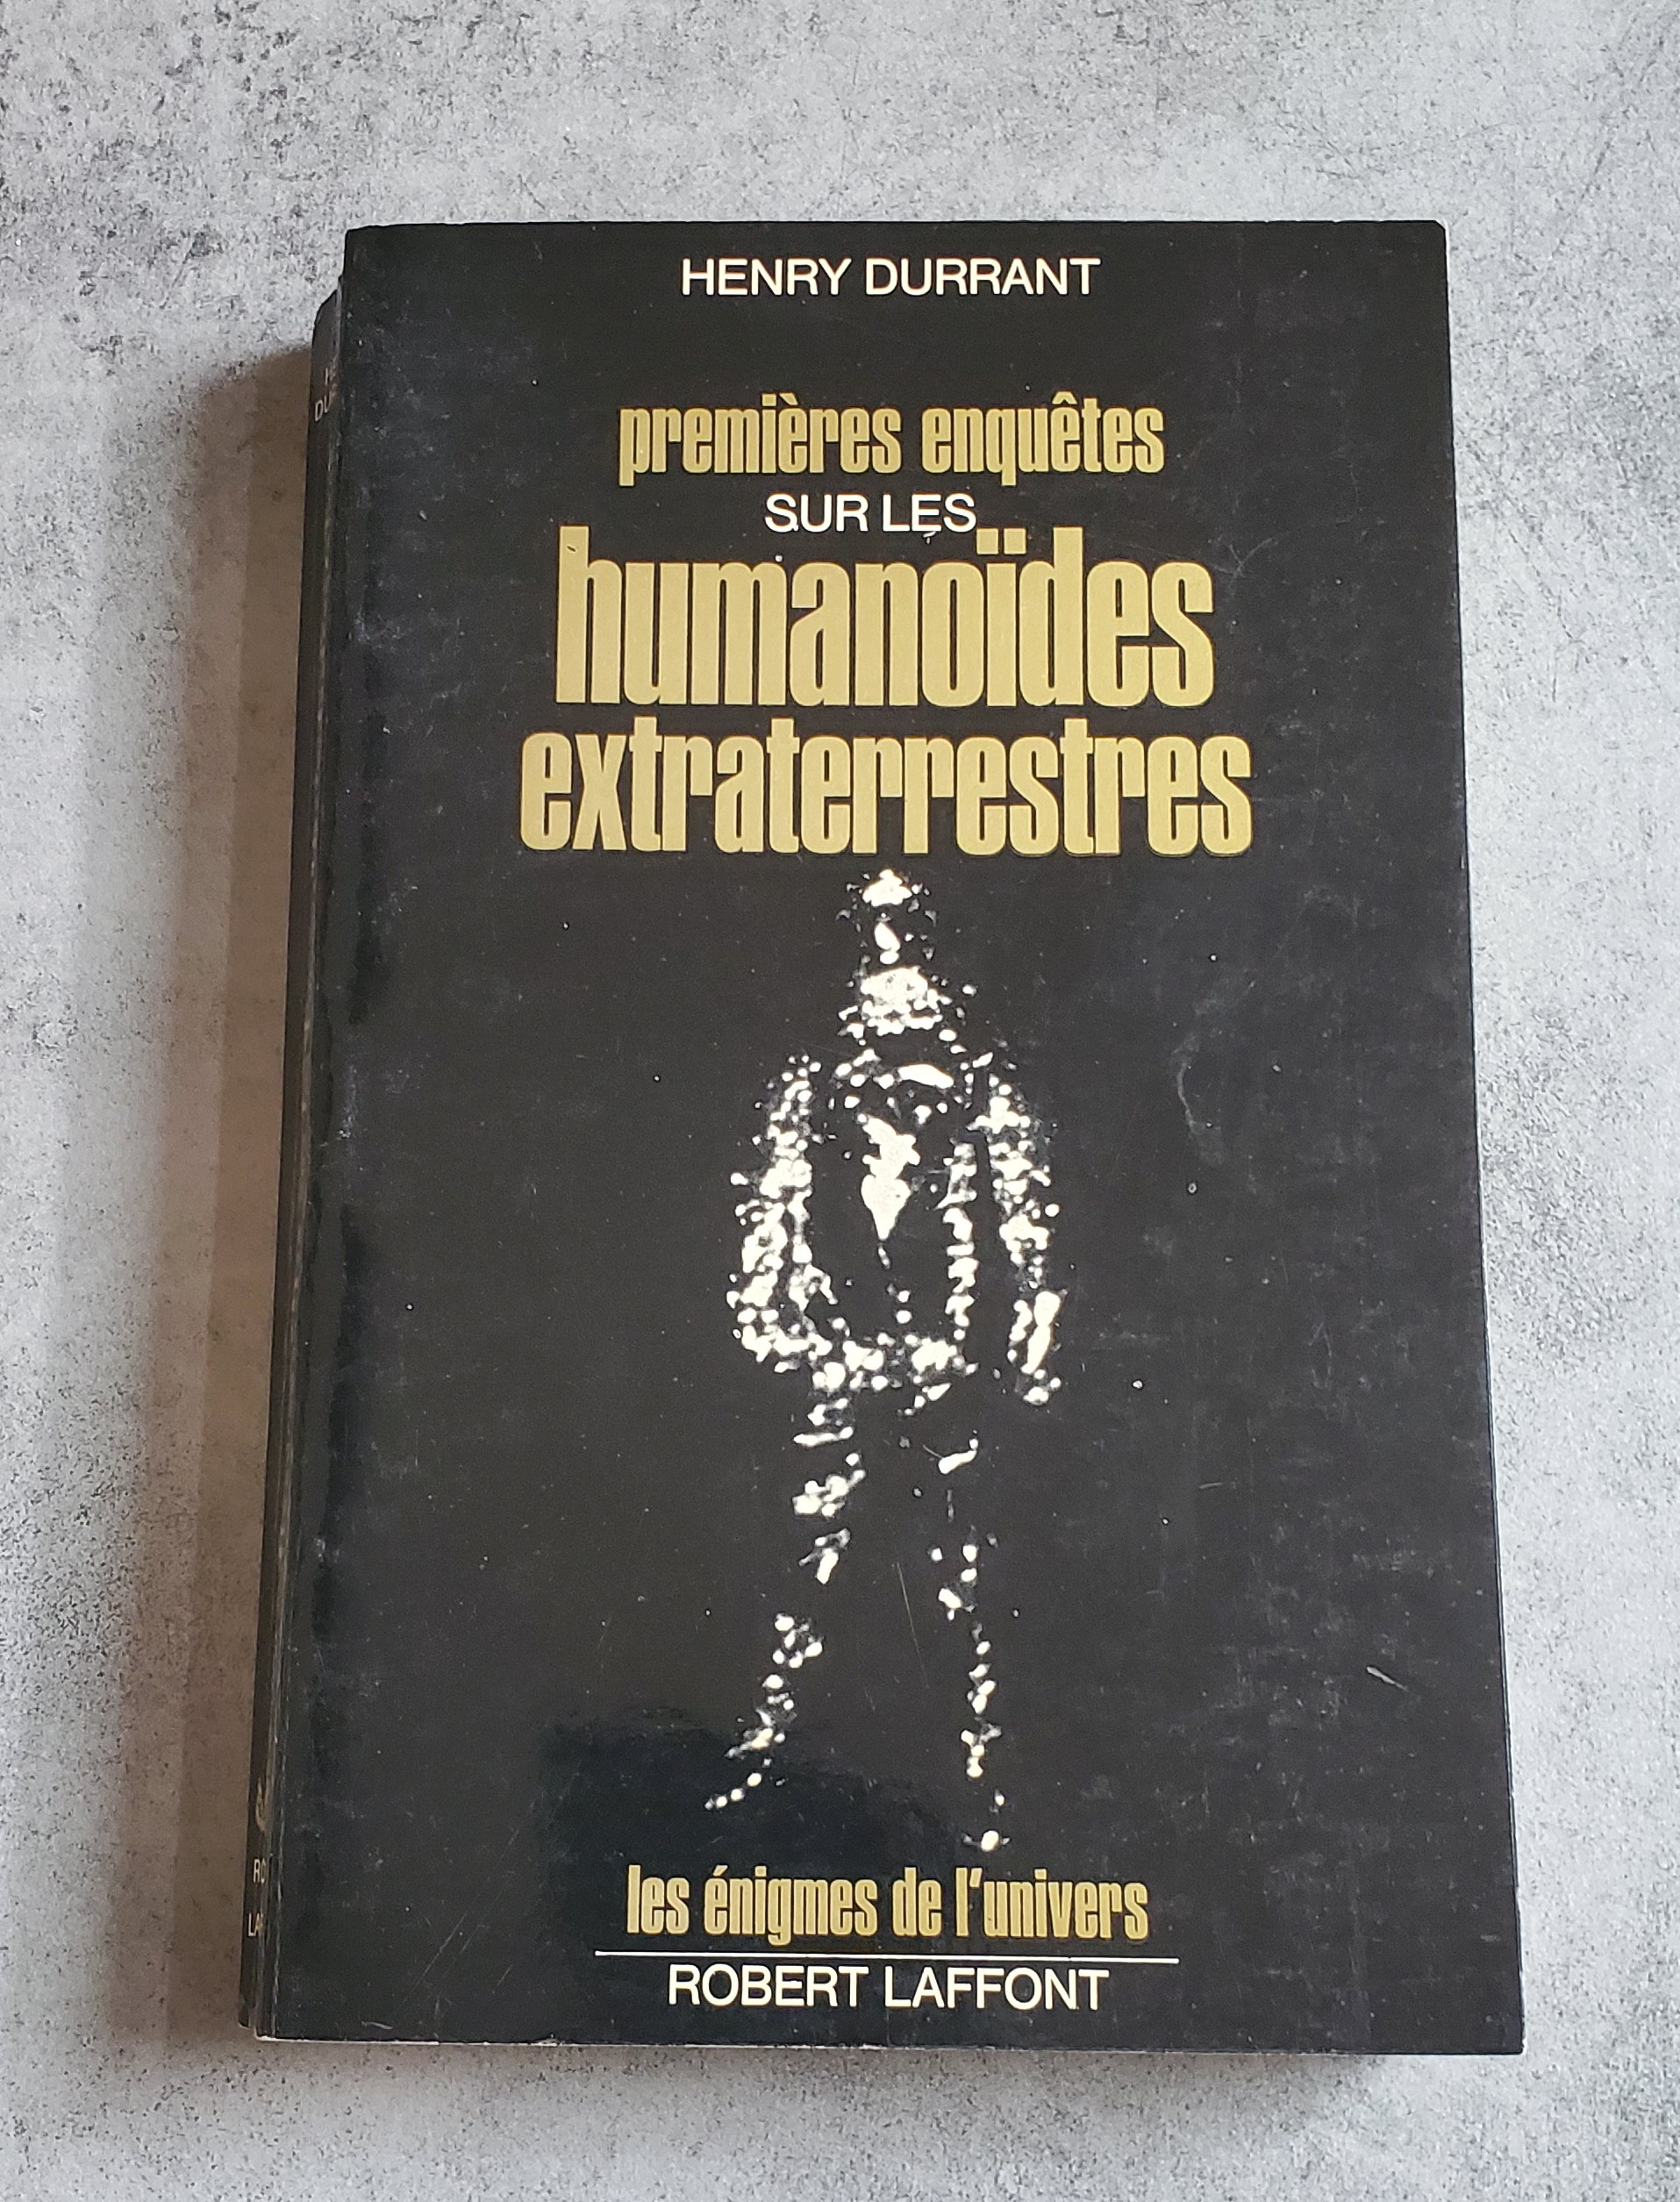 HENRY DURRANT
premières enquêtes
SUR LES
humanoïdes
extraterrestres
les énigmes de l'univers
ROBERT LAFFONT